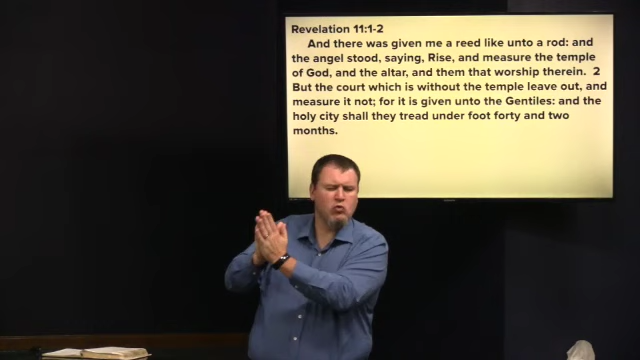 Revelation 11:1-2
And there was given me a reed like unto a rod: and
the angel stood, saying, Rise, and measure the temple
of God, and the altar, and them that worship therein.  2
But the court which is without the temple leave out, and
measure it not; for it is given unto the Gentiles: and the
holy city shall they tread under foot forty and two
months.